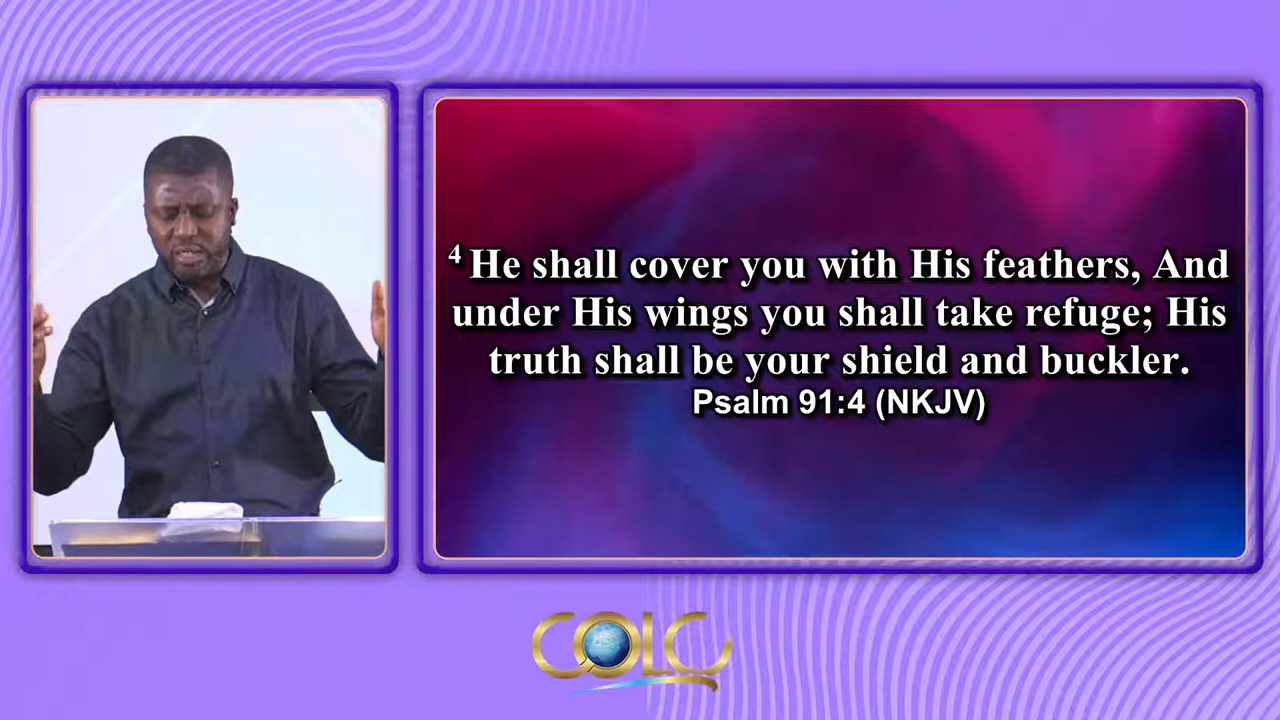 4 He shall cover you with His feathers, And
under His wings you shall take refuge; His
truth shall be your shield and buckler.
Psalm 91:4 (NKJV)
COLG